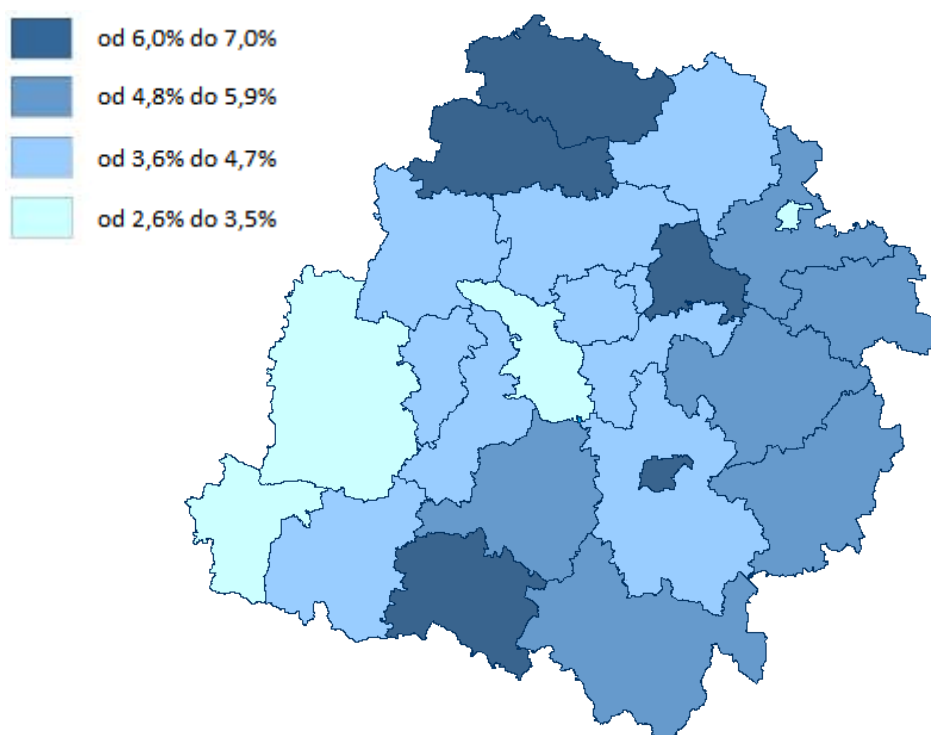 od 6,0% do 7,0%
od 4,8% do 5,9%
od 3,6% do 4,7%
od 2,6% do 3,5%